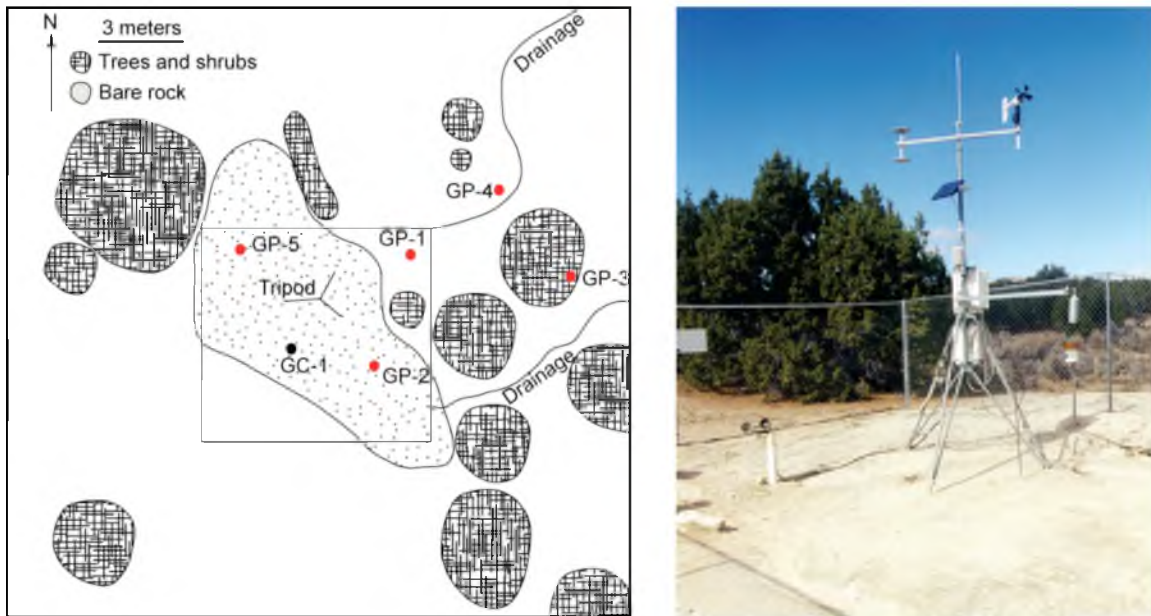 N
3 meters
Trees and shrubs
Bare rock
Drainage
GP-4
GP-1
GP-5
GP-3
Tripod
GC-1
GP-2
Drainage